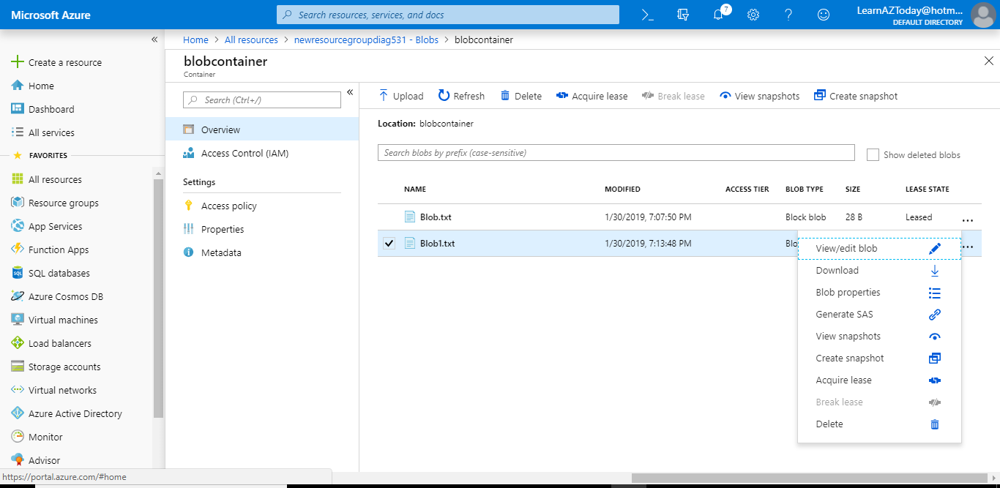 Microsoft Azure
Search resources, services, and docs
7
LearnAZToday@hotm...
DEFAULT DIRECTORY
Create a resource
Home
Dashboard
All services
FAVORITES
All resources
Resource groups
App Services
Function Apps
SQL databases
Azure Cosmos DB
Virtual machines
Load balancers
Storage accounts
Virtual networks
Azure Active Directory
Monitor
Advisor
https://portal.azure.com/#home
Home > All resources > newresourcegroupdiag531 - Blobs > blobcontainer
blobcontainer
Container
Search (Ctrl+/)
Overview
Access Control (IAM)
Settings
Access policy
Properties
Metadata
Upload Refresh Delete Acquire lease Break lease View snapshots Create snapshot
Location: blobcontainer
Search blobs by prefix (case-sensitive)
Show deleted blobs
NAME MODIFIED ACCESS TIER BLOB TYPE SIZE LEASE STATE
Blob.txt 1/30/2019, 7:07:50 PM Block blob 28 B Leased ...
Blob1.txt 1/30/2019, 7:13:48 PM Blo ...
View/edit blob
Download
Blob properties
Generate SAS
View snapshots
Create snapshot
Acquire lease
Break lease
Delete